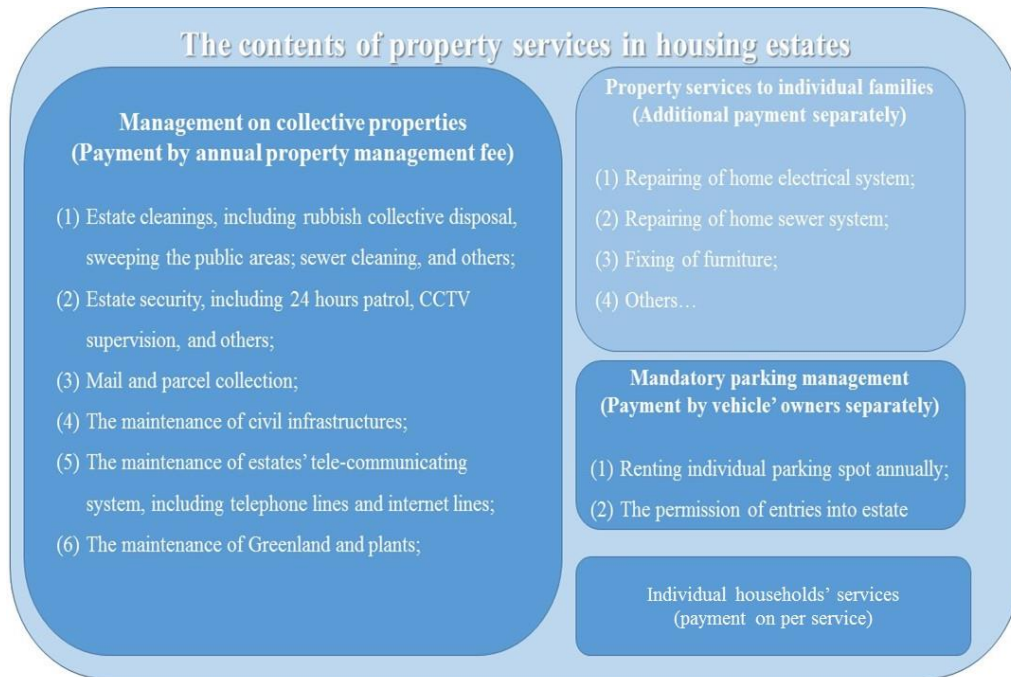 The contents of property services in housing estates
Management on collective properties
(Payment by annual property management fee)
(1) Estate cleanings, including rubbish collective disposal,
sweeping the public areas; sewer cleaning, and others;
(2) Estate security, including 24 hours patrol, CCTV
supervision, and others;
(3) Mail and parcel collection;
(4) The maintenance of civil infrastructures;
(5) The maintenance of estates’ tele-communicating
system, including telephone lines and internet lines;
(6) The maintenance of Greenland and plants;
Property services to individual families
(Additional payment separately)
(1) Repairing of home electrical system;
(2) Repairing of home sewer system;
(3) Fixing of furniture;
(4) Others…
Mandatory parking management
(Payment by vehicle’ owners separately)
(1) Renting individual parking spot annually;
(2) The permission of entries into estate
Individual households’ services
(payment on per service)